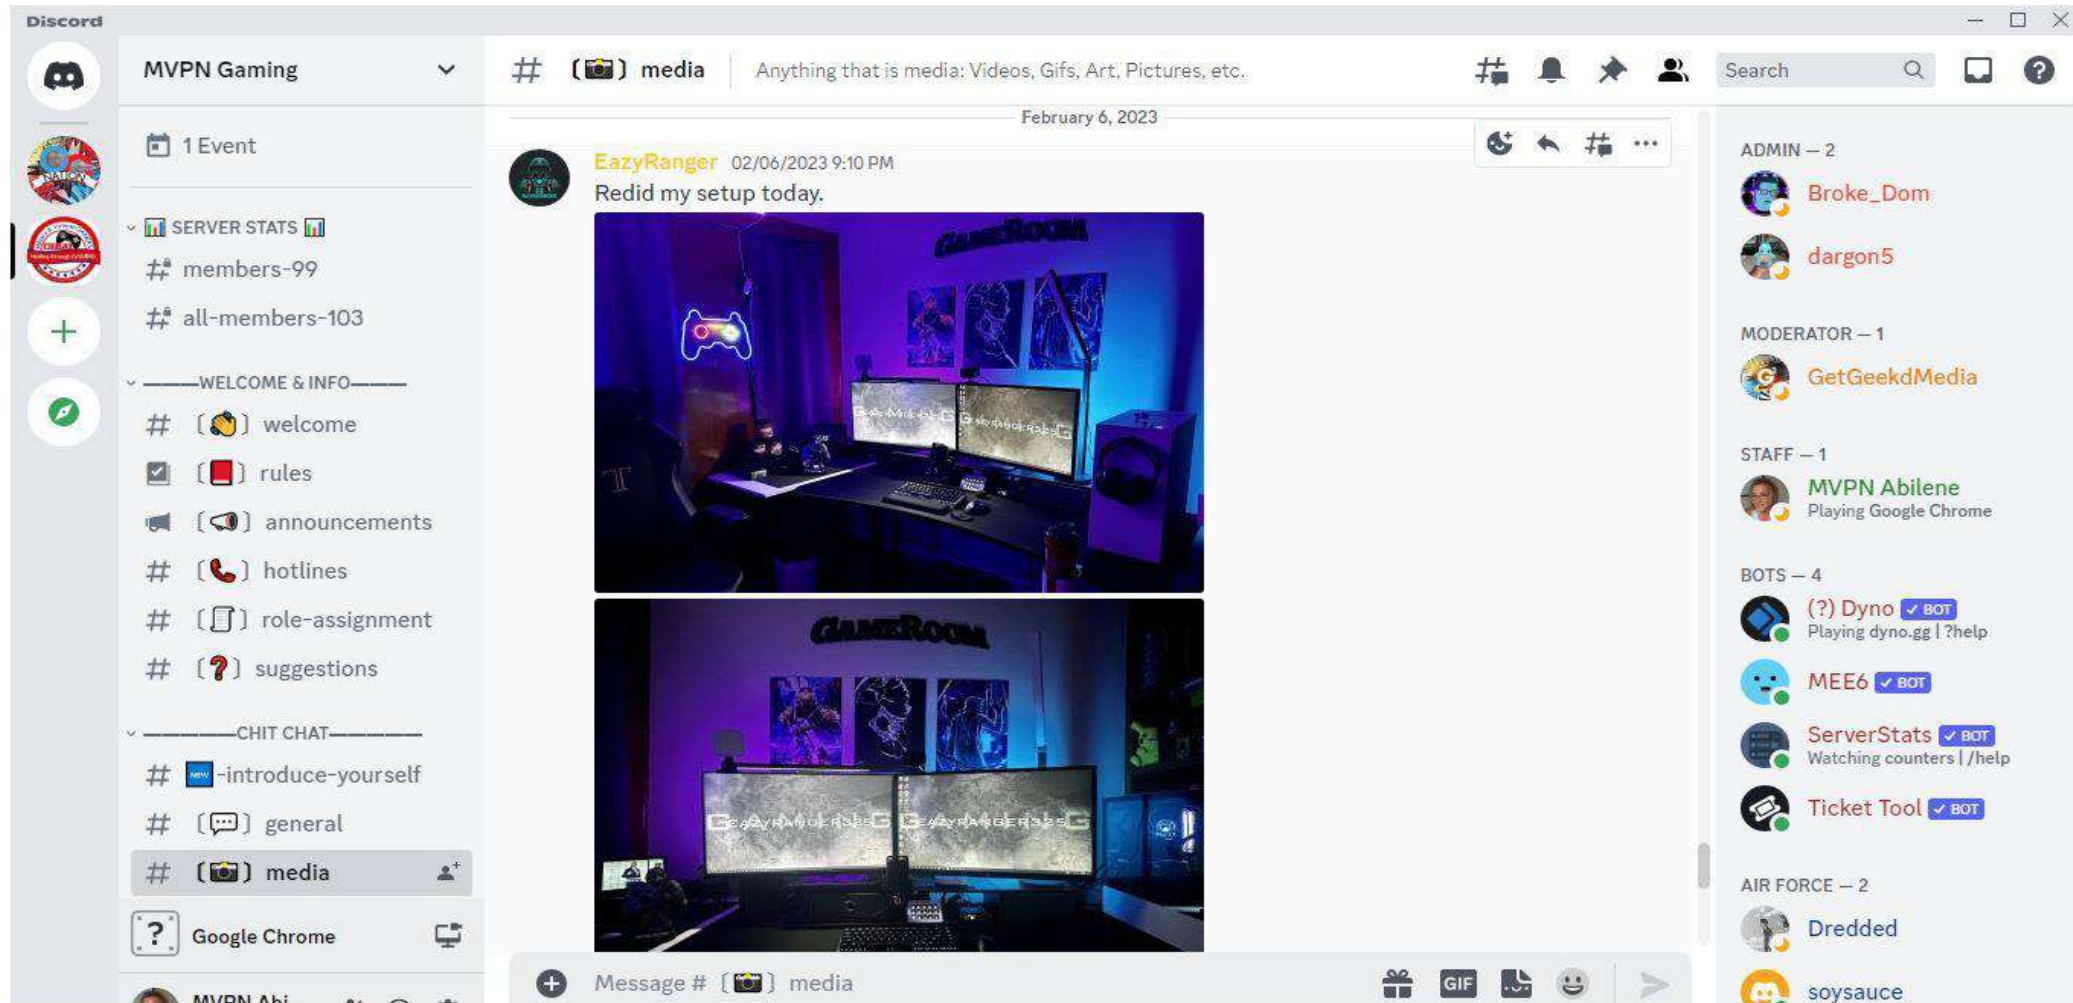 Discord
MVPN Gaming
1 Event
SERVER STATS
members-99
all-members-103
———WELCOME & INFO———
welcome
rules
announcements
hotlines
role-assignment
suggestions
—————CHIT CHAT—————
NEW -introduce-yourself
general
media
Google Chrome
MVPN Abi
media
Anything that is media: Videos, Gifs, Art, Pictures, etc.
Search
February 6, 2023
EazyRanger 02/06/2023 9:10 PM
Redid my setup today.
GAMEROOM
T
GAMEROOM
EAZYRANGER325
EAZYRANGER325
Message # media
GIF
ADMIN — 2
Broke_Dom
dargon5
MODERATOR — 1
GetGeekdMedia
STAFF — 1
MVPN Abilene
Playing Google Chrome
BOTS — 4
(?) Dyno ✓ BOT
Playing dyno.gg | ?help
MEE6 ✓ BOT
ServerStats ✓ BOT
Watching counters | /help
Ticket Tool ✓ BOT
AIR FORCE — 2
Dredded
soysauce